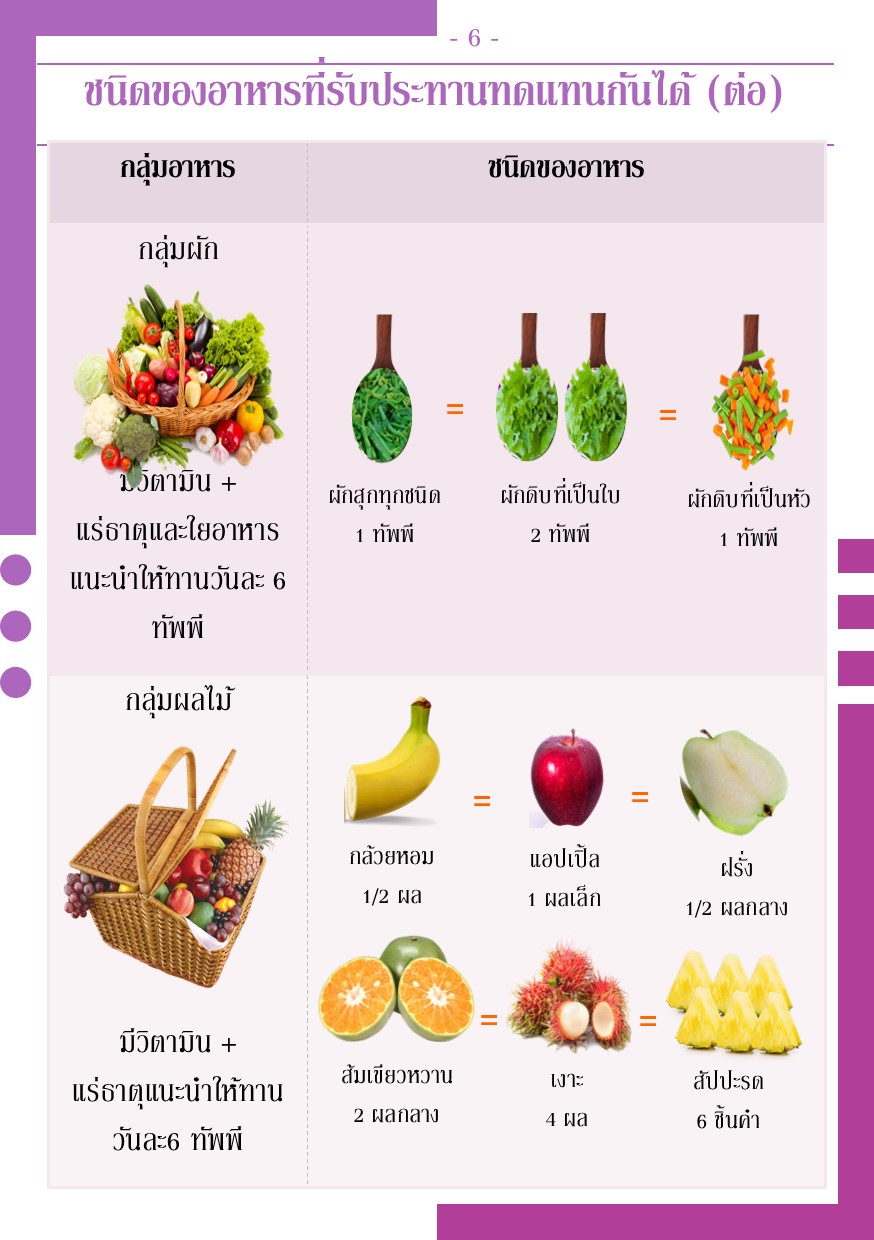 - 6 -
ชนิดของอาหารที่รับประทานทดแทนกันได้ (ต่อ)
กลุ่มอาหาร
ชนิดของอาหาร
กลุ่มผัก
มีวิตามิน +
แร่ธาตุและใยอาหาร
แนะนำให้ทานวันละ 6
ทัพพี
=
=
ผักสุกทุกชนิด
1 ทัพพี
ผักดิบที่เป็นใบ
2 ทัพพี
ผักดิบที่เป็นหัว
1 ทัพพี
กลุ่มผลไม้
มีวิตามิน +
แร่ธาตุแนะนำให้ทาน
วันละ6 ทัพพี
=
=
กล้วยหอม
1/2 ผล
แอปเปิ้ล
1 ผลเล็ก
ฝรั่ง
1/2 ผลกลาง
=
=
ส้มเขียวหวาน
2 ผลกลาง
เงาะ
4 ผล
สัปปะรด
6 ชิ้นคำ